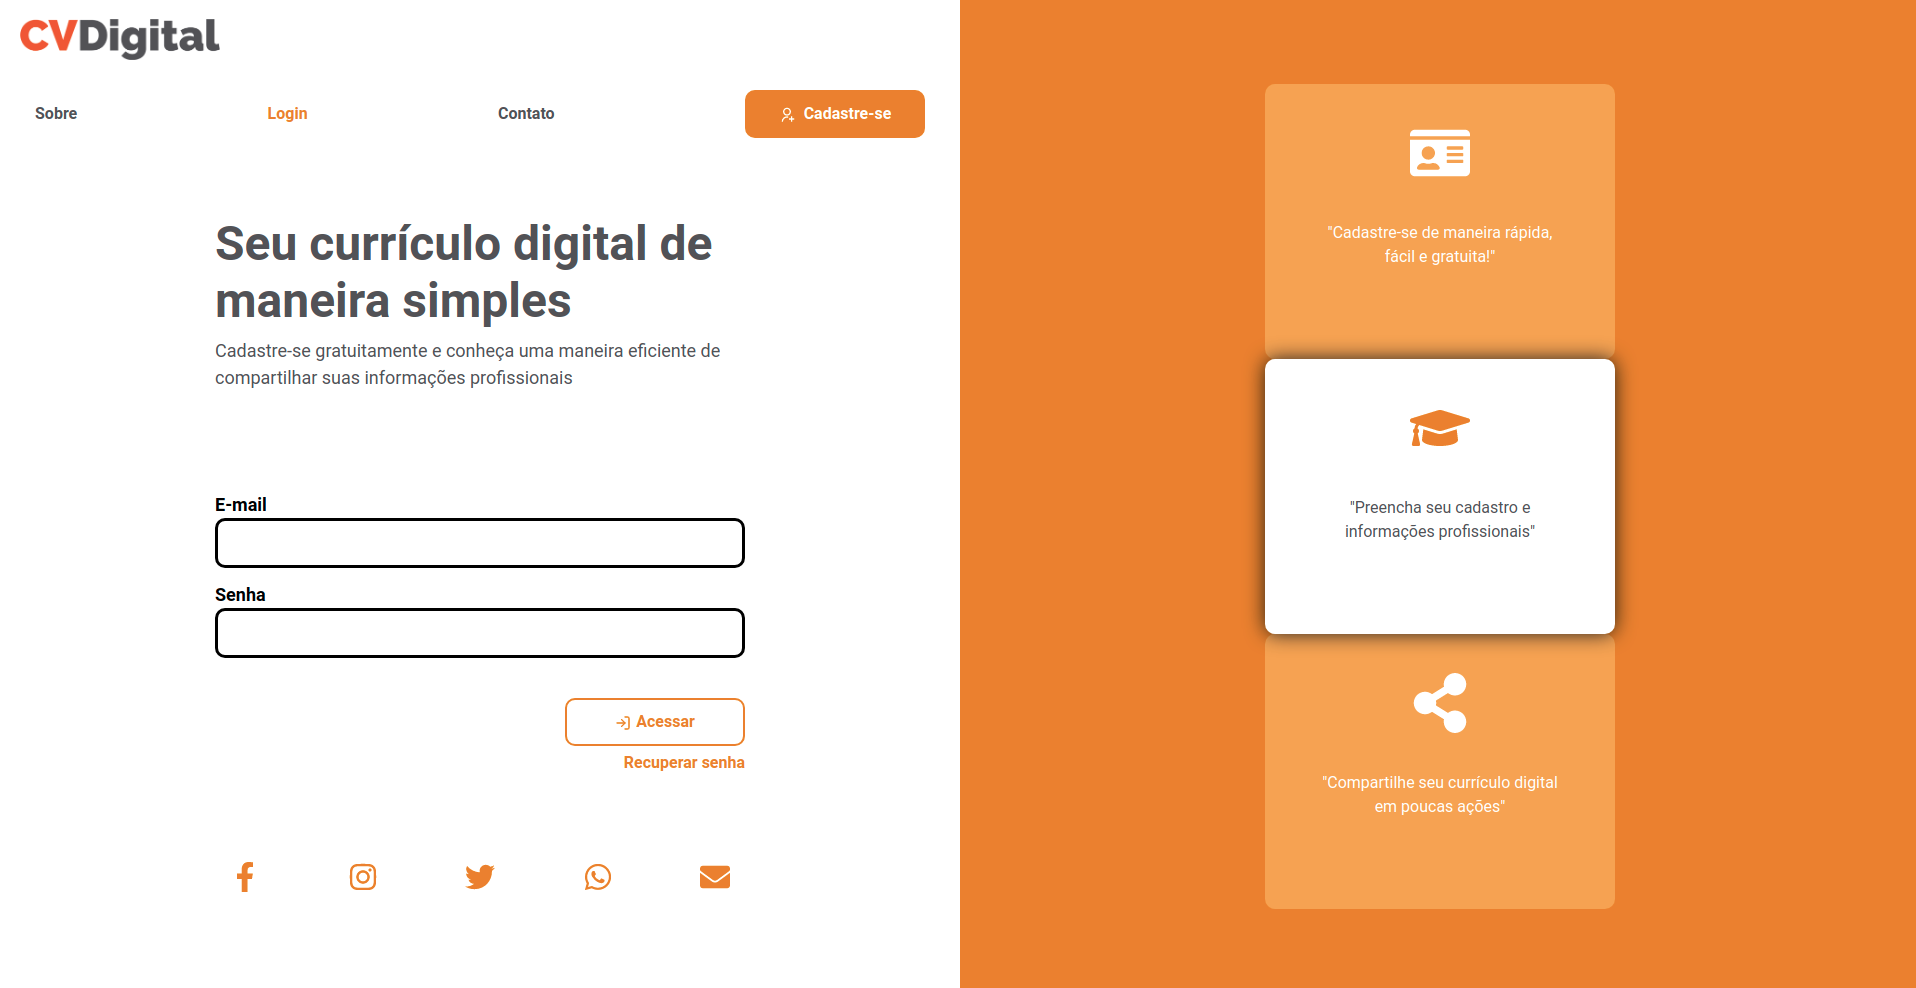 CVDigital
Sobre
Login
Contato
Cadastre-se
Seu currículo digital de
maneira simples
Cadastre-se gratuitamente e conheça uma maneira eficiente de
compartilhar suas informações profissionais
E-mail
Senha
Acessar
Recuperar senha
"Cadastre-se de maneira rápida,
fácil e gratuita!"
"Preencha seu cadastro e
informações profissionais"
"Compartilhe seu currículo digital
em poucas ações"